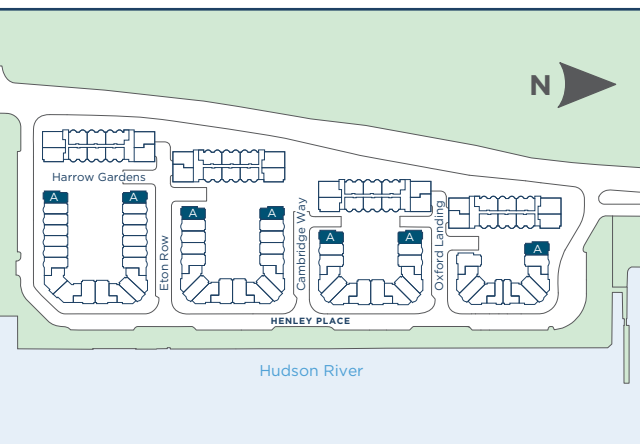 N
Harrow Gardens
A
A
A
A
A
A
A
Eton Row
Cambridge Way
Oxford Landing
HENLEY PLACE
Hudson River